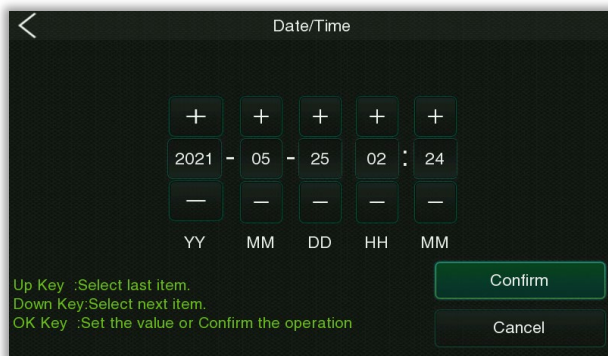 Date/Time
+ + + + +
2021 - 05 - 25 02 : 24
— — — — —
YY MM DD HH MM
Up Key :Select last item.
Down Key:Select next item.
OK Key :Set the value or Confirm the operation
Confirm
Cancel